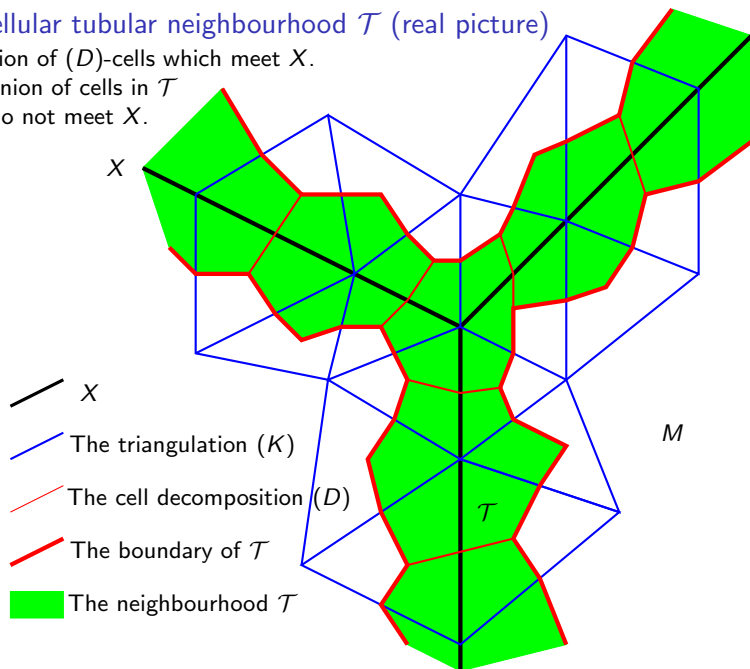 ellular tubular neighbourhood 𝒯 (real picture)
ion of (D)-cells which meet X.
nion of cells in 𝒯
o not meet X.
X
X
The triangulation (K)
M
The cell decomposition (D)
𝒯
The boundary of 𝒯
The neighbourhood 𝒯